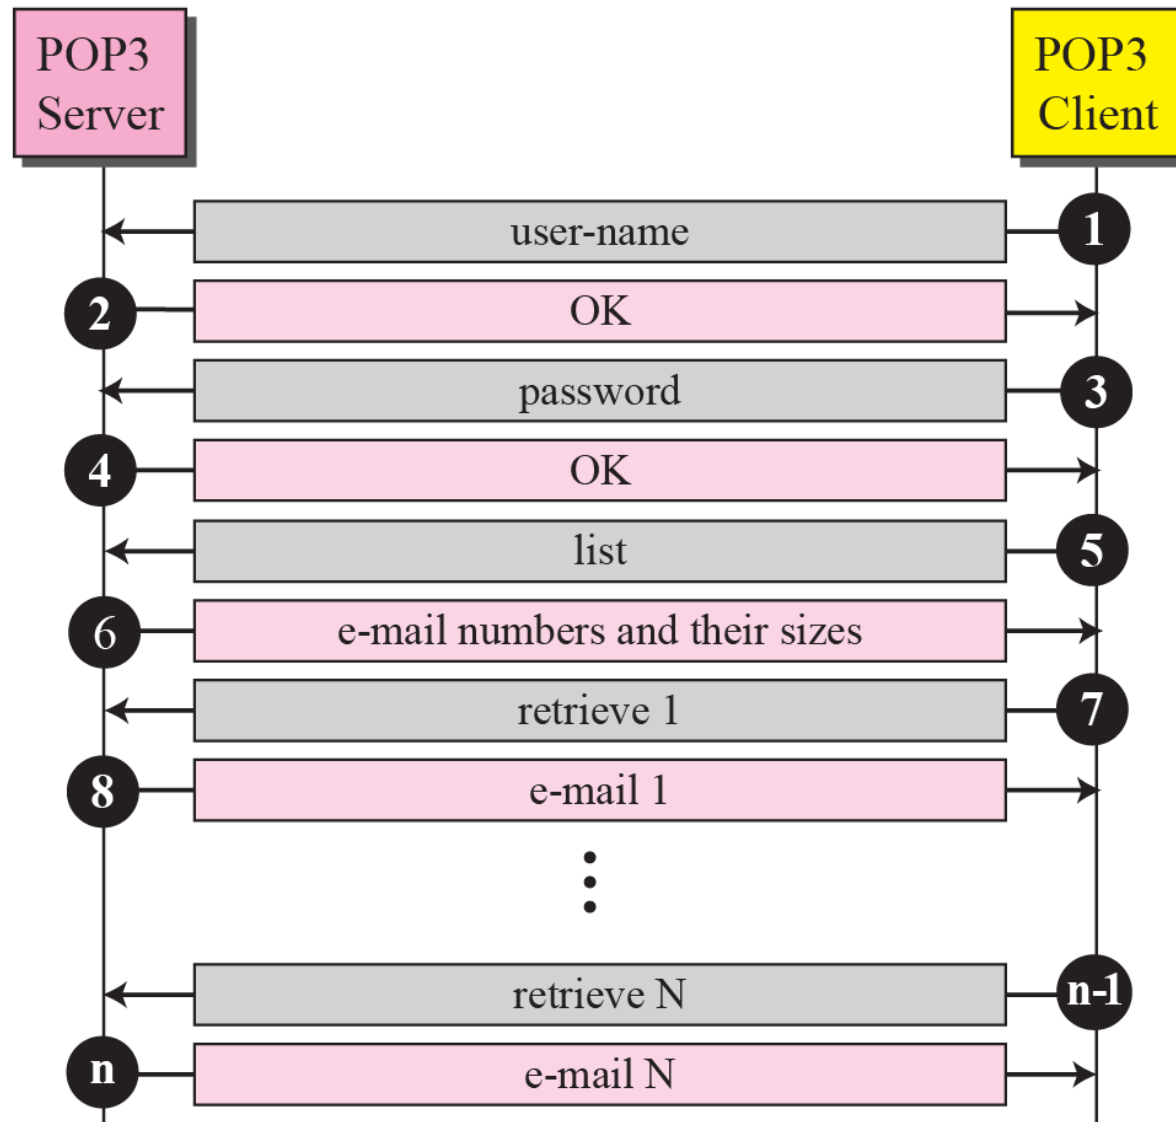 POP3
Server
POP3
Client
user-name
1
2
OK
password
3
4
OK
list
5
6
e-mail numbers and their sizes
retrieve 1
7
8
e-mail 1
retrieve N
n-1
n
e-mail N